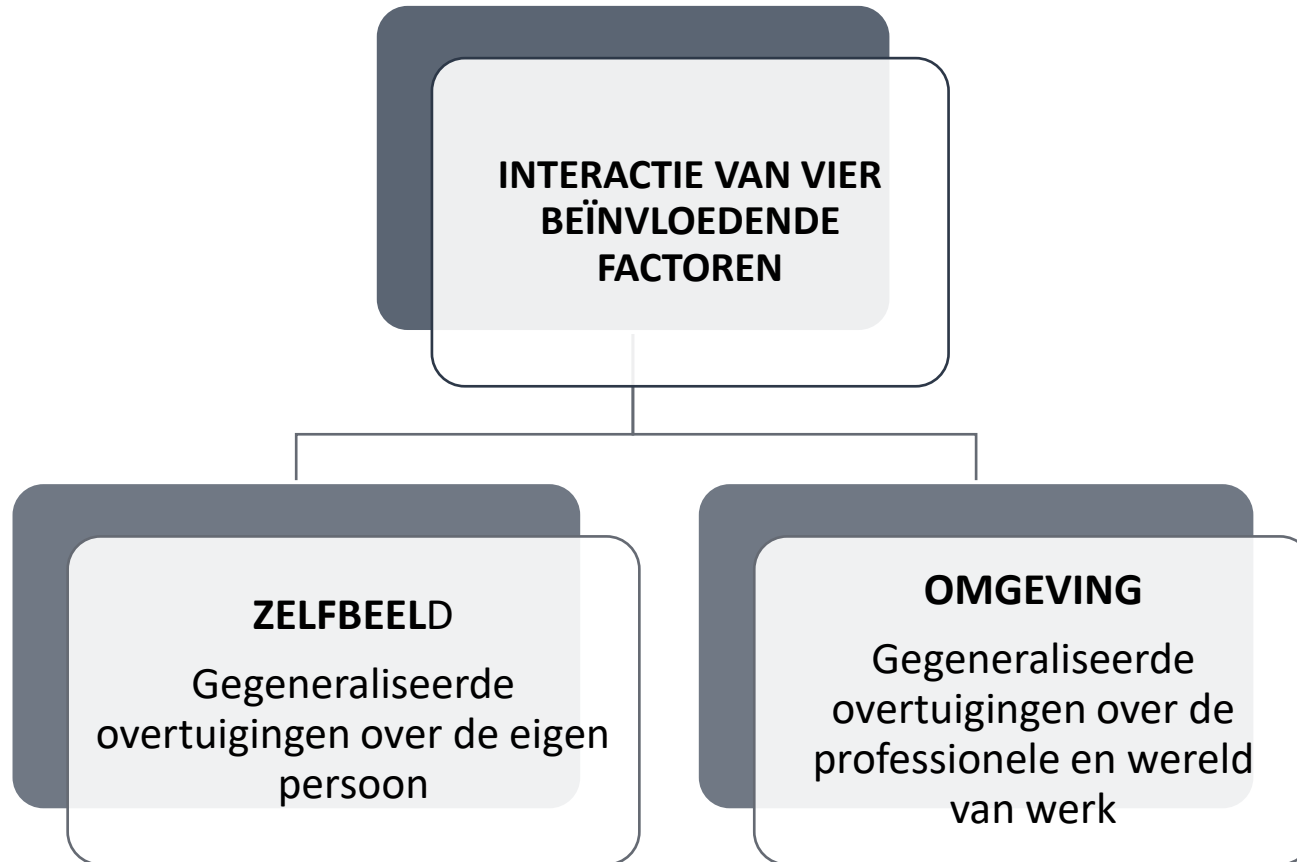 INTERACTIE VAN VIER
BEÏNVLOEDENDE
FACTOREN
ZELFBEELD
Gegeneraliseerde
overtuigingen over de eigen
persoon
OMGEVING
Gegeneraliseerde
overtuigingen over de
professionele en wereld
van werk